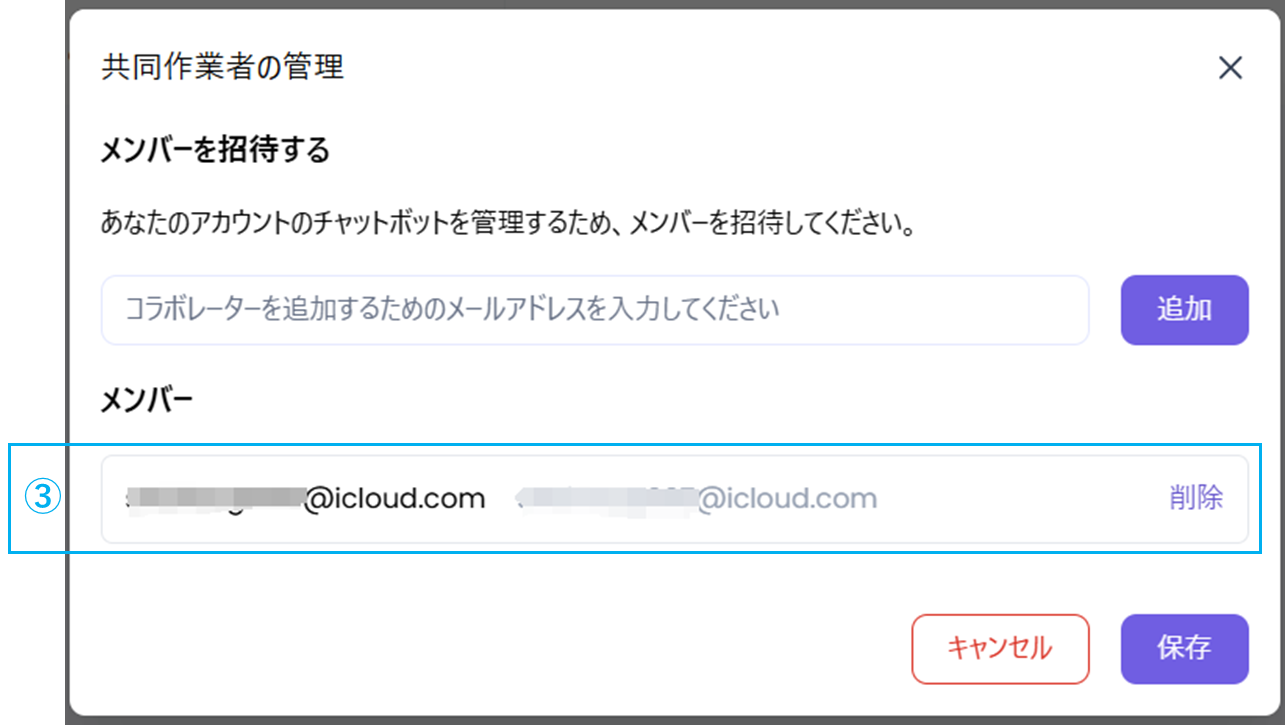 共同作業者の管理
メンバーを招待する
あなたのアカウントのチャットボットを管理するため、メンバーを招待してください。
コラボレーターを追加するためのメールアドレスを入力してください
追加
メンバー
③
@icloud.com @icloud.com 削除
キャンセル 保存